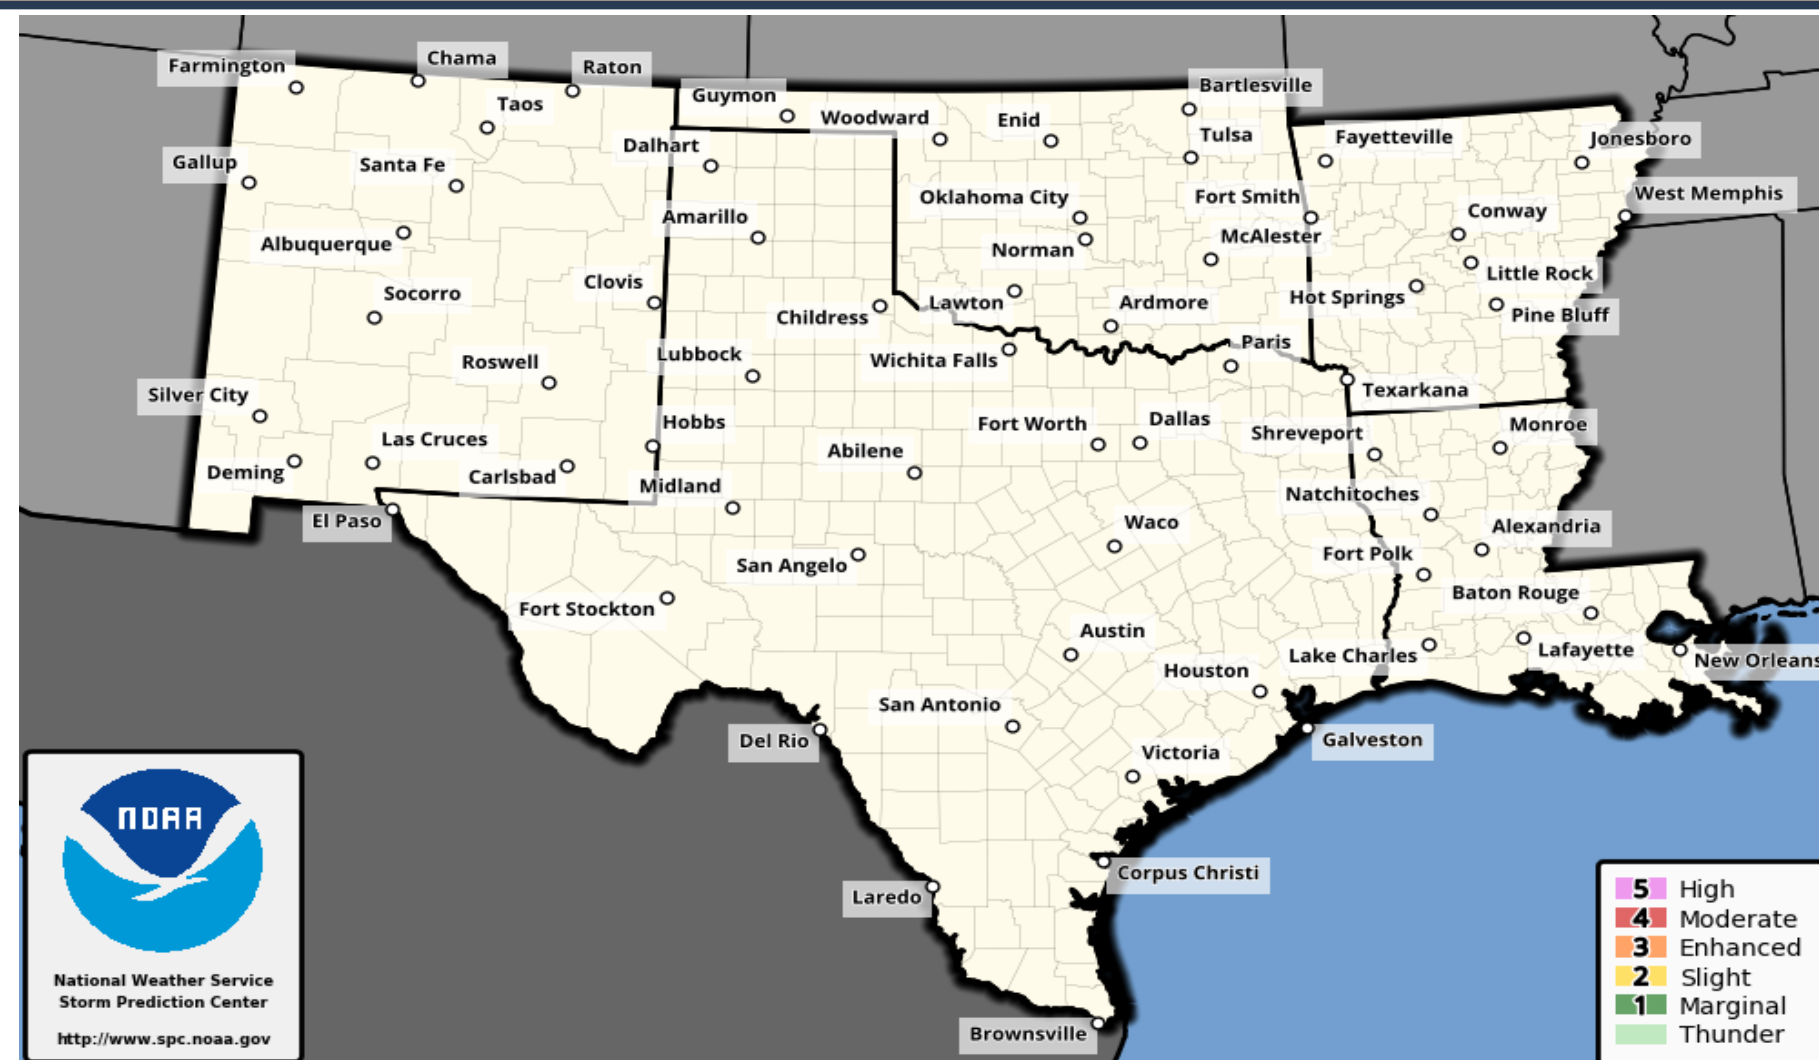 Farmington
Chama
Raton
Taos
Guymon
Woodward
Enid
Bartlesville
Tulsa
Fayetteville
Jonesboro
Gallup
Santa Fe
Dalhart
Oklahoma City
Fort Smith
West Memphis
Albuquerque
Amarillo
Norman
McAlester
Conway
Socorro
Clovis
Childress
Lawton
Ardmore
Hot Springs
Little Rock
Pine Bluff
Roswell
Lubbock
Wichita Falls
Paris
Texarkana
Silver City
Las Cruces
Hobbs
Fort Worth
Dallas
Shreveport
Monroe
Deming
Carlsbad
Midland
Abilene
Natchitoches
El Paso
San Angelo
Waco
Fort Polk
Alexandria
Fort Stockton
Austin
Baton Rouge
Houston
Lake Charles
Lafayette
New Orleans
San Antonio
Del Rio
Victoria
Galveston
Laredo
Corpus Christi
Brownsville
NOAA
National Weather Service
Storm Prediction Center
http://www.spc.noaa.gov
5 High
4 Moderate
3 Enhanced
2 Slight
1 Marginal
Thunder